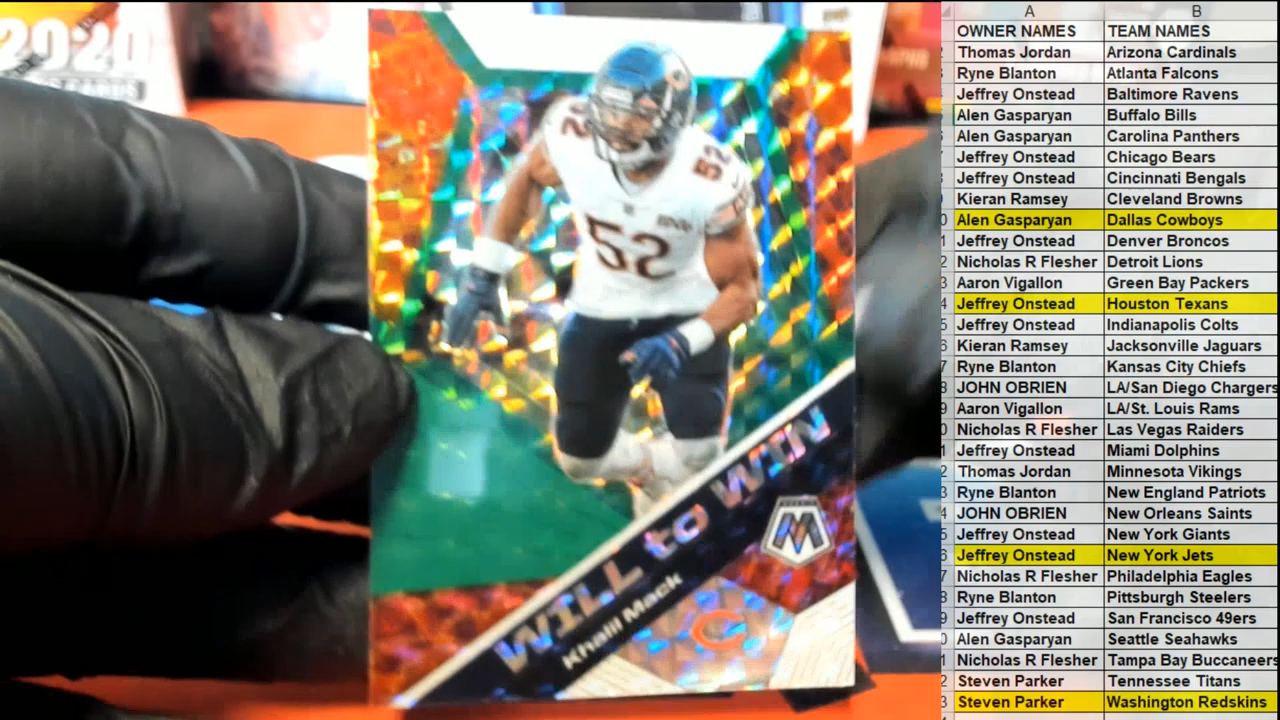 2020
52
52
52
WILL to WIN
Khalil Mack
M
C
A B
OWNER NAMES TEAM NAMES
Thomas Jordan Arizona Cardinals
Ryne Blanton Atlanta Falcons
Jeffrey Onstead Baltimore Ravens
Alen Gasparyan Buffalo Bills
Alen Gasparyan Carolina Panthers
Jeffrey Onstead Chicago Bears
Jeffrey Onstead Cincinnati Bengals
Kieran Ramsey Cleveland Browns
Alen Gasparyan Dallas Cowboys
Jeffrey Onstead Denver Broncos
Nicholas R Flesher Detroit Lions
Aaron Vigallon Green Bay Packers
Jeffrey Onstead Houston Texans
Jeffrey Onstead Indianapolis Colts
Kieran Ramsey Jacksonville Jaguars
Ryne Blanton Kansas City Chiefs
JOHN OBRIEN LA/San Diego Chargers
Aaron Vigallon LA/St. Louis Rams
Nicholas R Flesher Las Vegas Raiders
Jeffrey Onstead Miami Dolphins
Thomas Jordan Minnesota Vikings
Ryne Blanton New England Patriots
JOHN OBRIEN New Orleans Saints
Jeffrey Onstead New York Giants
Jeffrey Onstead New York Jets
Nicholas R Flesher Philadelphia Eagles
Ryne Blanton Pittsburgh Steelers
Jeffrey Onstead San Francisco 49ers
Alen Gasparyan Seattle Seahawks
Nicholas R Flesher Tampa Bay Buccaneers
Steven Parker Tennessee Titans
Steven Parker Washington Redskins